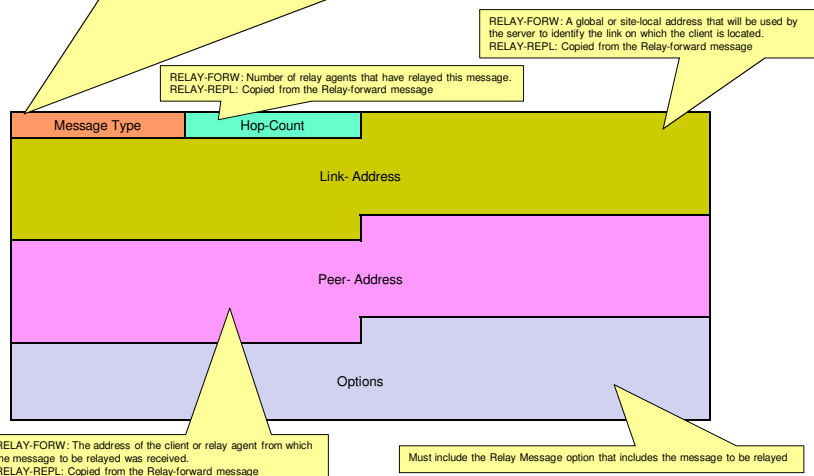 RELAY-FORW: A global or site-local address that will be used by
the server to identify the link on which the client is located.
RELAY-REPL: Copied from the Relay-forward message
RELAY-FORW: Number of relay agents that have relayed this message.
RELAY-REPL: Copied from the Relay-forward message
Message Type
Hop-Count
Link- Address
Peer- Address
Options
RELAY-FORW: The address of the client or relay agent from which
the message to be relayed was received.
RELAY-REPL: Copied from the Relay-forward message
Must include the Relay Message option that includes the message to be relayed